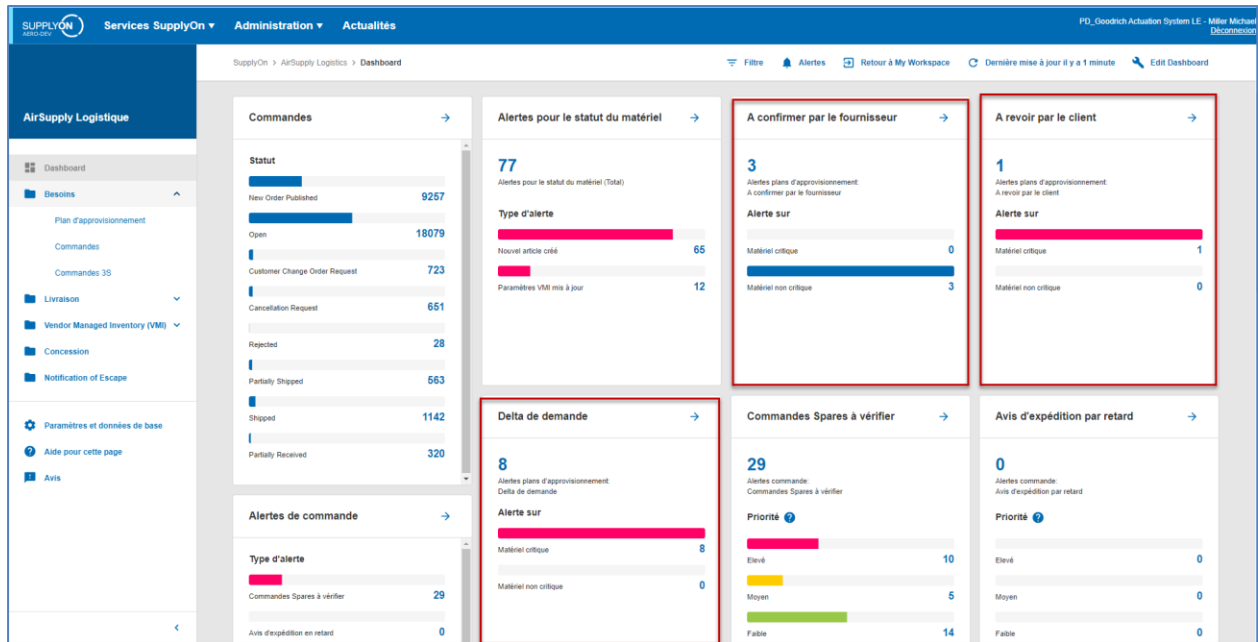 SUPPLYON
AERO-DEV
Services SupplyOn ▾
Administration ▾
Actualités
PD_Goodrich Actuation System LE - Miller Michael
Déconnexion
AirSupply Logistique
SupplyOn > AirSupply Logistics > Dashboard
Filtre
Alertes
Retour à My Workspace
Dernière mise à jour il y a 1 minute
Edit Dashboard
Dashboard
Besoins
Plan d'approvisionnement
Commandes
Commandes 3S
Livraison
Vendor Managed Inventory (VMI)
Concession
Notification of Escape
Paramètres et données de base
Aide pour cette page
Avis
Commandes →
Statut
New Order Published 9257
Open 18079
Customer Change Order Request 723
Cancellation Request 651
Rejected 28
Partially Shipped 563
Shipped 1142
Partially Received 320
Alertes pour le statut du matériel →
77
Alertes pour le statut du matériel (Total)
Type d'alerte
Nouvel article créé 65
Paramètres VMI mis à jour 12
A confirmer par le fournisseur →
3
Alertes plans d'approvisionnement:
A confirmer par le fournisseur
Alerte sur
Matériel critique 0
Matériel non critique 3
A revoir par le client →
1
Alertes plans d'approvisionnement:
A revoir par le client
Alerte sur
Matériel critique 1
Matériel non critique 0
Alertes de commande →
Type d'alerte
Commandes Spares à vérifier 29
Avis d'expédition en retard 0
Delta de demande →
8
Alertes plans d'approvisionnement:
Delta de demande
Alerte sur
Matériel critique 8
Matériel non critique 0
Commandes Spares à vérifier →
29
Alertes commande:
Commandes Spares à vérifier
Priorité ?
Elevé 10
Moyen 5
Faible 14
Avis d'expédition par retard →
0
Alertes commande:
Avis d'expédition par retard
Priorité ?
Elevé 0
Moyen 0
Faible 0